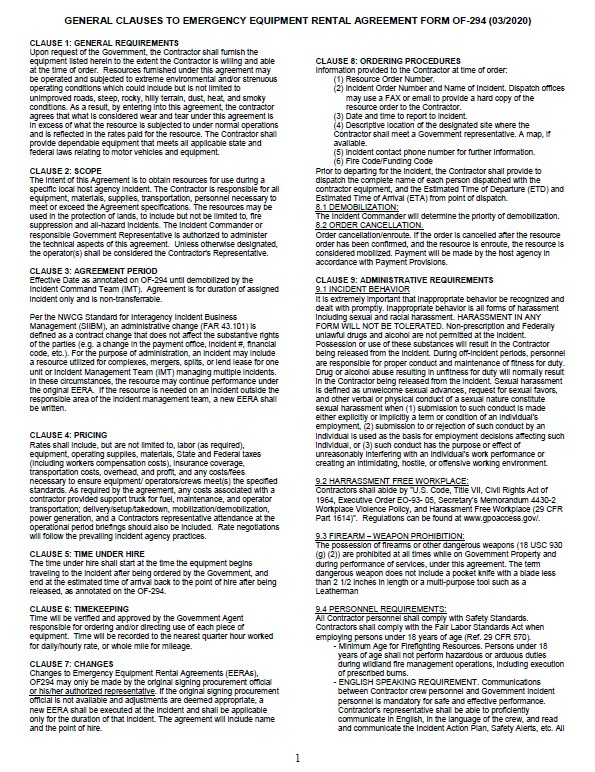 GENERAL CLAUSES TO EMERGENCY EQUIPMENT RENTAL AGREEMENT FORM OF-294 (03/2020)
CLAUSE 1: GENERAL REQUIREMENTS
Upon request of the Government, the Contractor shall furnish the
equipment listed herein to the extent the Contractor is willing and able
at the time of order. Resources furnished under this agreement may
be operated and subjected to extreme environmental and/or strenuous
operating conditions which could include but is not limited to
unimproved roads, steep, rocky, hilly terrain, dust, heat, and smoky
conditions. As a result, by entering into this agreement, the contractor
agrees that what is considered wear and tear under this agreement is
in excess of what the resource is subjected to under normal operations
and is reflected in the rates paid for the resource. The Contractor shall
provide dependable equipment that meets all applicable state and
federal laws relating to motor vehicles and equipment.
CLAUSE 2: SCOPE
The intent of this Agreement is to obtain resources for use during a
specific local host agency incident. The Contractor is responsible for all
equipment, materials, supplies, transportation, personnel necessary to
meet or exceed the Agreement specifications. The resources may be
used in the protection of lands, to include but not be limited to, fire
suppression and all-hazard incidents. The Incident Commander or
responsible Government Representative is authorized to administer
the technical aspects of this agreement. Unless otherwise designated,
the operator(s) shall be considered the Contractor's Representative.
CLAUSE 3: AGREEMENT PERIOD
Effective Date as annotated on OF-294 until demobilized by the
Incident Command Team (IMT). Agreement is for duration of assigned
incident only and is non-transferrable.
Per the NWCG Standard for Interagency Incident Business
Management (SIIBM), an administrative change (FAR 43.101) is
defined as a contract change that does not affect the substantive rights
of the parties (e.g. a change in the payment office, incident #, financial
code, etc.). For the purpose of administration, an incident may include
a resource utilized for complexes, mergers, splits, or lend lease for one
unit or Incident Management Team (IMT) managing multiple incidents.
In these circumstances, the resource may continue performance under
the original EERA. If the resource is needed on an incident outside the
responsible area of the incident management team, a new EERA shall
be written.
CLAUSE 4: PRICING
Rates shall include, but are not limited to, labor (as required),
equipment, operating supplies, materials, State and Federal taxes
(including workers compensation costs), insurance coverage,
transportation costs, overhead, and profit, and any costs/fees
necessary to ensure equipment/ operators/crews meet(s) the specified
standards. As required by the agreement, any costs associated with a
contractor provided support truck for fuel, maintenance, and operator
transportation; delivery/setup/takedown, mobilization/demobilization,
power generation, and a Contractors representative attendance at the
operational period briefings should also be included. Rate negotiations
will follow the prevailing incident agency practices.
CLAUSE 5: TIME UNDER HIRE
The time under hire shall start at the time the equipment begins
traveling to the incident after being ordered by the Government, and
end at the estimated time of arrival back to the point of hire after being
released, as annotated on the OF-294.
CLAUSE 6: TIMEKEEPING
Time will be verified and approved by the Government Agent
responsible for ordering and/or directing use of each piece of
equipment. Time will be recorded to the nearest quarter hour worked
for daily/hourly rate, or whole mile for mileage.
CLAUSE 7: CHANGES
Changes to Emergency Equipment Rental Agreements (EERAs),
OF294 may only be made by the original signing procurement official
or his/her authorized representative. If the original signing procurement
official is not available and adjustments are deemed appropriate, a
new EERA shall be executed at the incident and shall be applicable
only for the duration of that incident. The agreement will include name
and the point of hire.
CLAUSE 8: ORDERING PROCEDURES
Information provided to the Contractor at time of order:
(1) Resource Order Number.
(2) Incident Order Number and Name of Incident. Dispatch offices
may use a FAX or email to provide a hard copy of the
resource order to the Contractor.
(3) Date and time to report to incident.
(4) Descriptive location of the designated site where the
Contractor shall meet a Government representative. A map, if
available.
(5) Incident contact phone number for further information.
(6) Fire Code/Funding Code
Prior to departing for the incident, the Contractor shall provide to
dispatch the complete name of each person dispatched with the
contractor equipment, and the Estimated Time of Departure (ETD) and
Estimated Time of Arrival (ETA) from point of dispatch.
8.1 DEMOBILIZATION:
The Incident Commander will determine the priority of demobilization.
8.2 ORDER CANCELLATION.
Order cancellation/enroute. If the order is cancelled after the resource
order has been confirmed, and the resource is enroute, the resource is
considered mobilized. Payment will be made by the host agency in
accordance with Payment Provisions.
CLAUSE 9: ADMINISTRATIVE REQUIREMENTS
9.1 INCIDENT BEHAVIOR
It is extremely important that inappropriate behavior be recognized and
dealt with promptly. Inappropriate behavior is all forms of harassment
including sexual and racial harassment. HARASSMENT IN ANY
FORM WILL NOT BE TOLERATED. Non-prescription and Federally
unlawful drugs and alcohol are not permitted at the incident.
Possession or use of these substances will result in the Contractor
being released from the incident. During off-incident periods, personnel
are responsible for proper conduct and maintenance of fitness for duty.
Drug or alcohol abuse resulting in unfitness for duty will normally result
in the Contractor being released from the incident. Sexual harassment
is defined as unwelcome sexual advances, request for sexual favors,
and other verbal or physical conduct of a sexual nature constitute
sexual harassment when (1) submission to such conduct is made
either explicitly or implicitly a term or condition of an individual's
employment, (2) submission to or rejection of such conduct by an
individual is used as the basis for employment decisions affecting such
individual, or (3) such conduct has the purpose or effect of
unreasonably interfering with an individual's work performance or
creating an intimidating, hostile, or offensive working environment.
9.2 HARRASSMENT FREE WORKPLACE:
Contractors shall abide by "U.S. Code, Title VII, Civil Rights Act of
1964, Executive Order EO-93- 05, Secretary's Memorandum 4430-2
Workplace Violence Policy, and Harassment Free Workplace (29 CFR
Part 1614)". Regulations can be found at www.gpoaccess.gov/.
9.3 FIREARM – WEAPON PROHIBITION:
The possession of firearms or other dangerous weapons (18 USC 930
(g) (2)) are prohibited at all times while on Government Property and
during performance of services, under this agreement. The term
dangerous weapon does not include a pocket knife with a blade less
than 2 1/2 inches in length or a multi-purpose tool such as a
Leatherman
9.4 PERSONNEL REQUIREMENTS:
All Contractor personnel shall comply with Safety Standards.
Contractors shall comply with the Fair Labor Standards Act when
employing persons under 18 years of age (Ref. 29 CFR 570).
- Minimum Age for Firefighting Resources. Persons under 18
years of age shall not perform hazardous or arduous duties
during wildland fire management operations, including execution
of prescribed burns.
- ENGLISH SPEAKING REQUIREMENT. Communications
between Contractor crew personnel and Government incident
personnel is mandatory for safe and effective performance.
Contractor's representative shall be able to proficiently
communicate in English, in the language of the crew, and read
and communicate the Incident Action Plan, Safety Alerts, etc. All
1